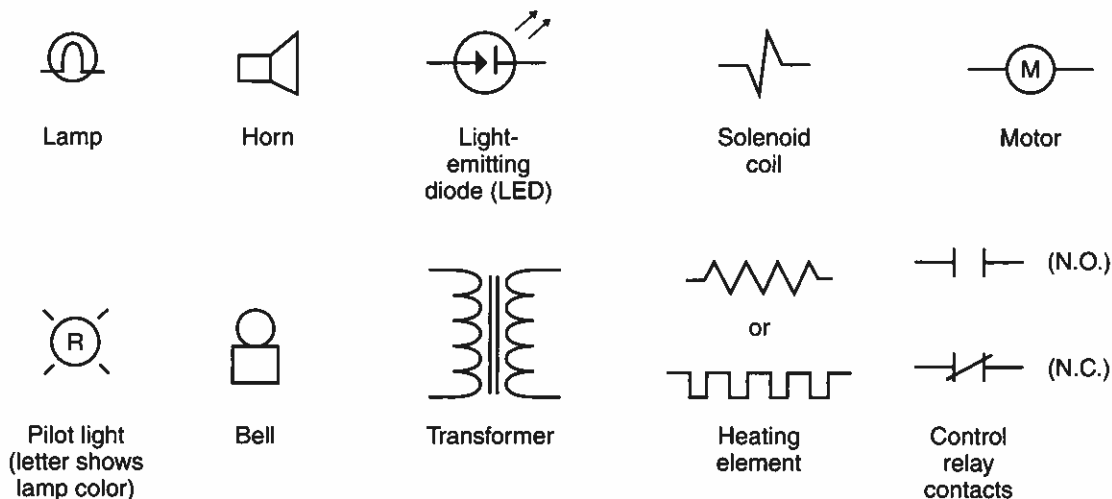 M
Lamp
Horn
Light-
emitting
diode (LED)
Solenoid
coil
Motor
R
(N.O.)
or
(N.C.)
Pilot light
(letter shows
lamp color)
Bell
Transformer
Heating
element
Control
relay
contacts